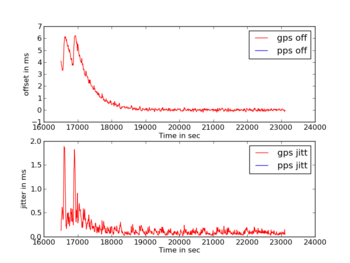 7
6
5
4
3
2
1
0
−1
offset in ms
gps off
pps off
16000 17000 18000 19000 20000 21000 22000 23000 24000
Time in sec
2.0
1.5
1.0
0.5
0.0
jitter in ms
gps jitt
pps jitt
16000 17000 18000 19000 20000 21000 22000 23000 24000
Time in sec